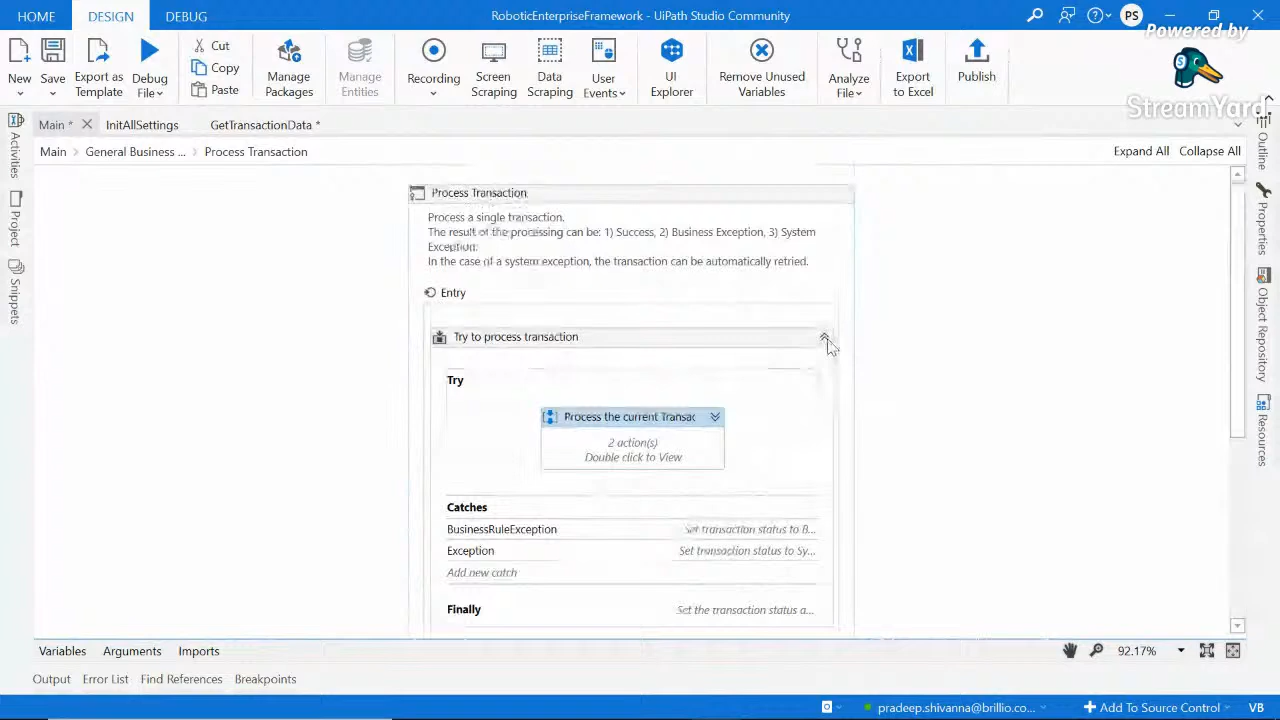 HOME
DESIGN
DEBUG
RoboticEnterpriseFramework - UiPath Studio Community
PS
Powered by
New
Save
Export as
Template
Debug
File
Cut
Copy
Paste
Manage
Packages
Manage
Entities
Recording
Screen
Scraping
Data
Scraping
User
Events
UI
Explorer
Remove Unused
Variables
Analyze
File
Export
to Excel
Publish
StreamYard
Main *
InitAllSettings
GetTransactionData *
Main
General Business ...
Process Transaction
Expand All
Collapse All
Activities
Project
Snippets
Outline
Properties
Object Repository
Resources
Process Transaction
Process a single transaction.
The result of the processing can be: 1) Success, 2) Business Exception, 3) System
Exception.
In the case of a system exception, the transaction can be automatically retried.
Entry
Try to process transaction
Try
Process the current Transac
2 action(s)
Double click to View
Catches
BusinessRuleException
Set transaction status to B...
Exception
Set transaction status to Sy...
Add new catch
Finally
Set the transaction status a...
Variables
Arguments
Imports
92.17%
Output
Error List
Find References
Breakpoints
pradeep.shivanna@brillio.co...
Add To Source Control
VB